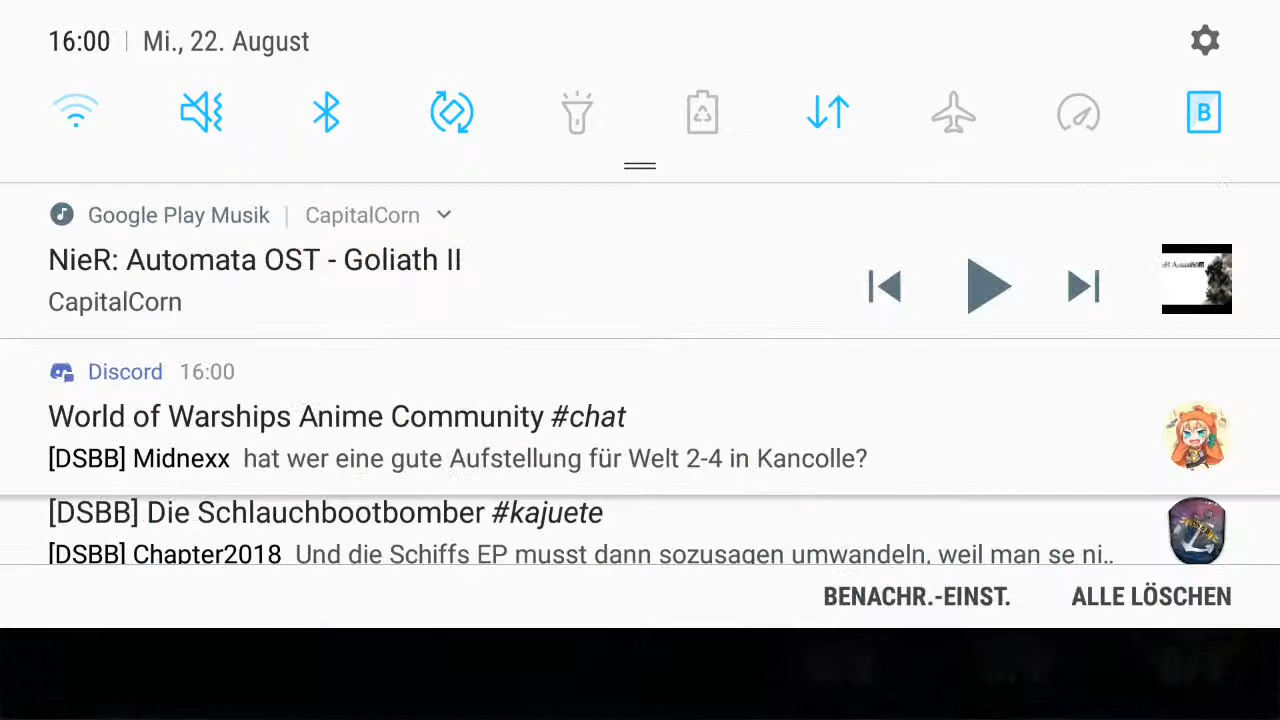 16:00 | Mi., 22. August
B
Google Play Musik | CapitalCorn
NieR: Automata OST - Goliath II
CapitalCorn
Discord 16:00
World of Warships Anime Community #chat
[DSBB] Midnexx hat wer eine gute Aufstellung für Welt 2-4 in Kancolle?
[DSBB] Die Schlauchbootbomber #kajuete
[DSBB] Chapter2018 Und die Schiffs EP musst dann sozusagen umwandeln, weil man se ni..
BENACHR.-EINST. ALLE LÖSCHEN